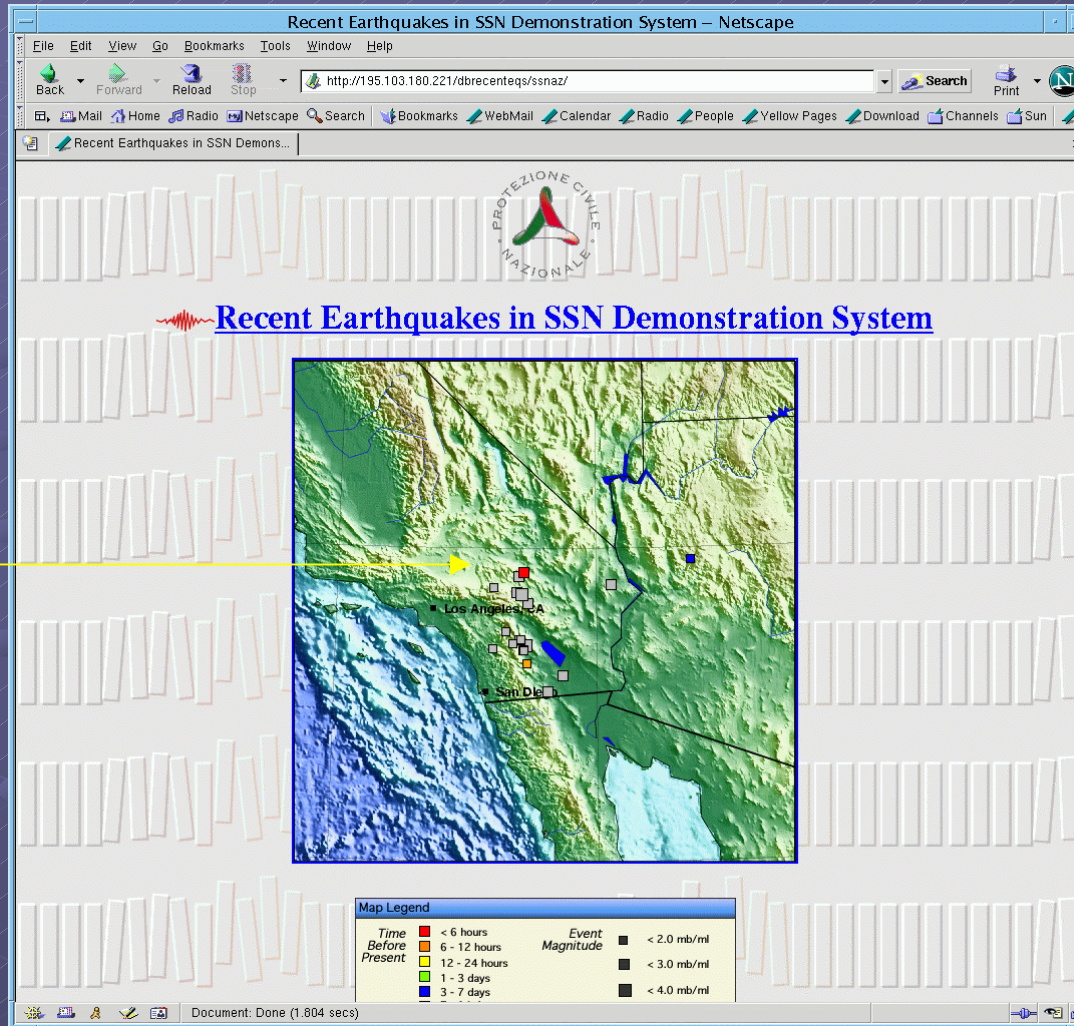 Recent Earthquakes in SSN Demonstration System – Netscape
File Edit View Go Bookmarks Tools Window Help
Back Forward Reload Stop http://195.103.180.221/dbrecenteqs/ssnaz/ Search Print N
Mail Home Radio Netscape Search Bookmarks WebMail Calendar Radio People Yellow Pages Download Channels Sun
Recent Earthquakes in SSN Demons...
PROTEZIONE CIVILE
NAZIONALE
Recent Earthquakes in SSN Demonstration System
Los Angeles, CA
San Diego
Map Legend
Time Before Present
< 6 hours
6 - 12 hours
12 - 24 hours
1 - 3 days
3 - 7 days
Event Magnitude
< 2.0 mb/ml
< 3.0 mb/ml
< 4.0 mb/ml
Document: Done (1.804 secs)